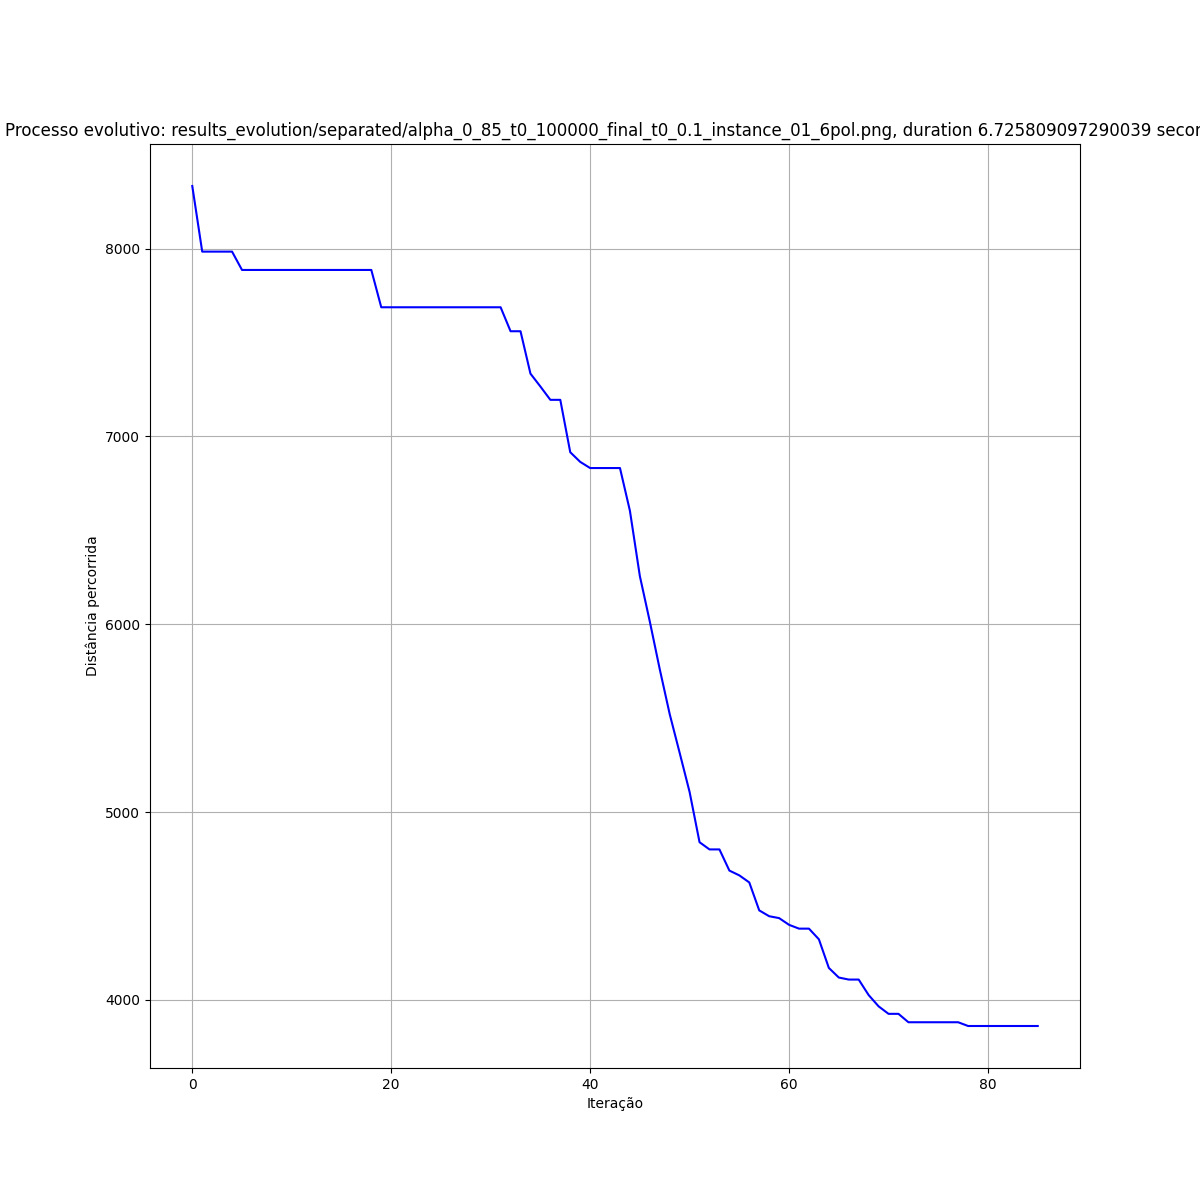 Processo evolutivo: results_evolution/separated/alpha_0_85_t0_100000_final_t0_0.1_instance_01_6pol.png, duration 6.725809097290039 secon
8000
7000
6000
5000
4000
Distância percorrida
0 20 40 60 80
Iteração